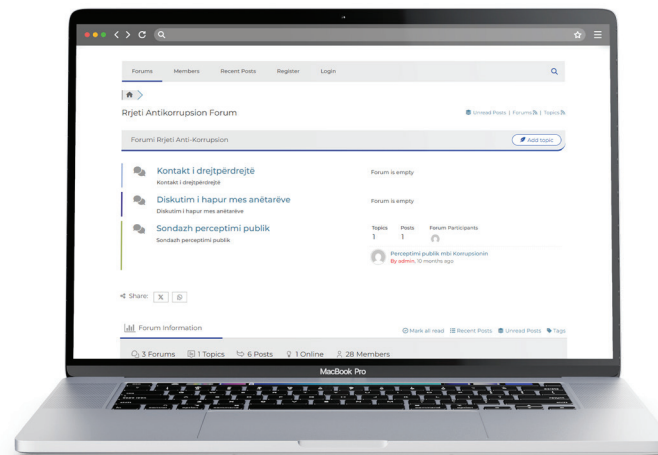 Forums Members Recent Posts Register Login
Rrjeti Antikorrupsion Forum
Unread Posts | Forums | Topics
Forumi Rrjeti Anti-Korrupsion
Add topic
Kontakt i drejtpërdrejtë
Kontakt i drejtpërdrejtë
Forum is empty
Diskutim i hapur mes anëtarëve
Diskutim i hapur mes anëtarëve
Forum is empty
Sondazh perceptimi publik
Sondazh perceptimi publik
Topics Posts Forum Participants
1 1
Perceptimi publik mbi Korrupsionin
By admin, 10 months ago
Share:
Forum Information
Mark all read Recent Posts Unread Posts Tags
3 Forums 1 Topics 6 Posts 1 Online 28 Members
MacBook Pro